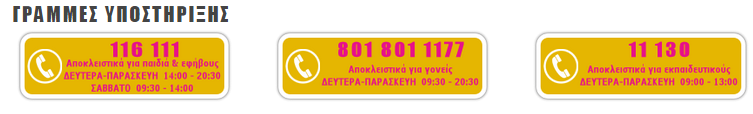 ΓΡΑΜΜΕΣ ΥΠΟΣΤΗΡΙΞΗΣ
116 111
Αποκλειστικά για παιδια & εφήβους
ΔΕΥΤΕΡΑ-ΠΑΡΑΣΚΕΥΗ 14:00 - 20:30
ΣΑΒΒΑΤΟ 09:30 - 14:00
801 801 1177
Αποκλειστικά για γονείς
ΔΕΥΤΕΡΑ-ΠΑΡΑΣΚΕΥΗ 09:30 - 20:30
11 130
Αποκλειστικά για εκπαιδευτικούς
ΔΕΥΤΕΡΑ-ΠΑΡΑΣΚΕΥΗ 09:00 - 13:00